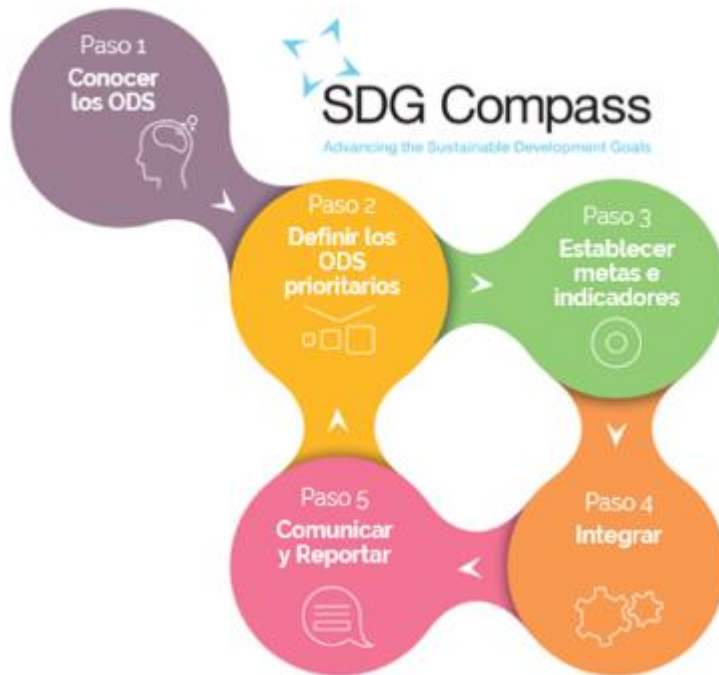 Paso 1
Conocer
los ODS
SDG Compass
Advancing the Sustainable Development Goals
Paso 2
Definir los
ODS
prioritarios
Paso 3
Establecer
metas e
indicadores
Paso 4
Integrar
Paso 5
Comunicar
y Reportar